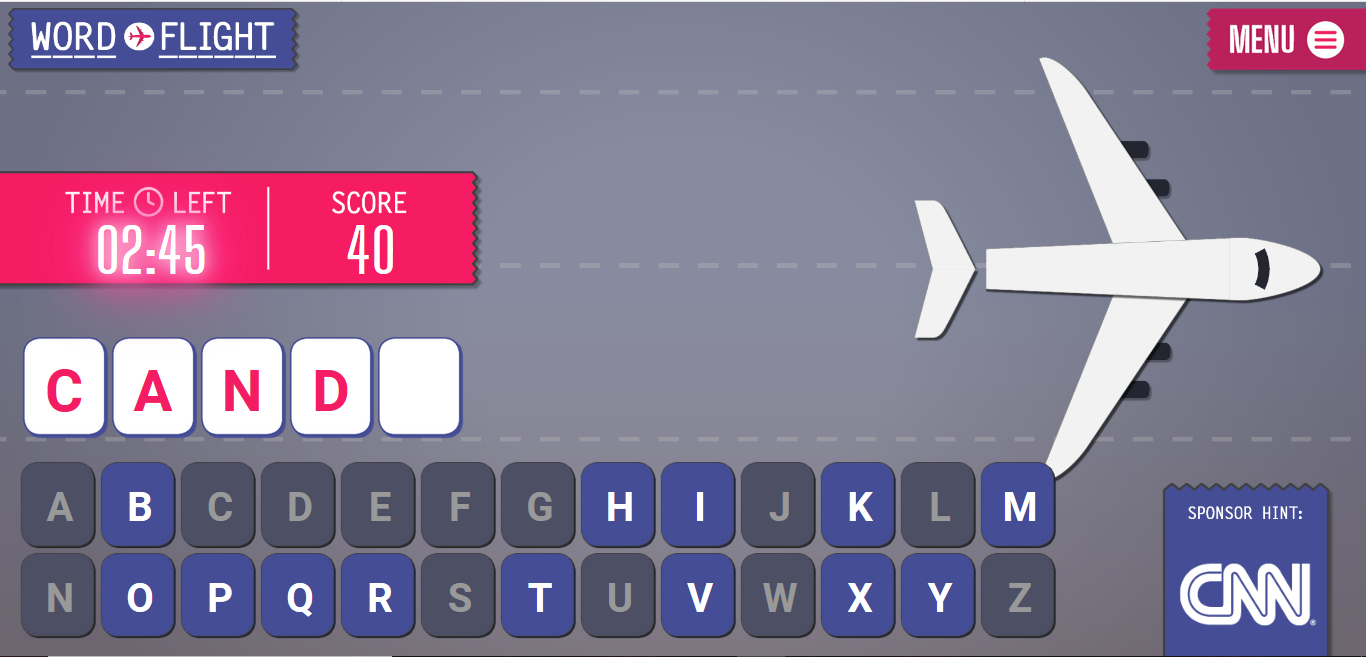 WORD FLIGHT
MENU
TIME LEFT
02:45
SCORE
40
C A N D
A B C D E F G H I J K L M
N O P Q R S T U V W X Y Z
SPONSOR HINT:
CNN